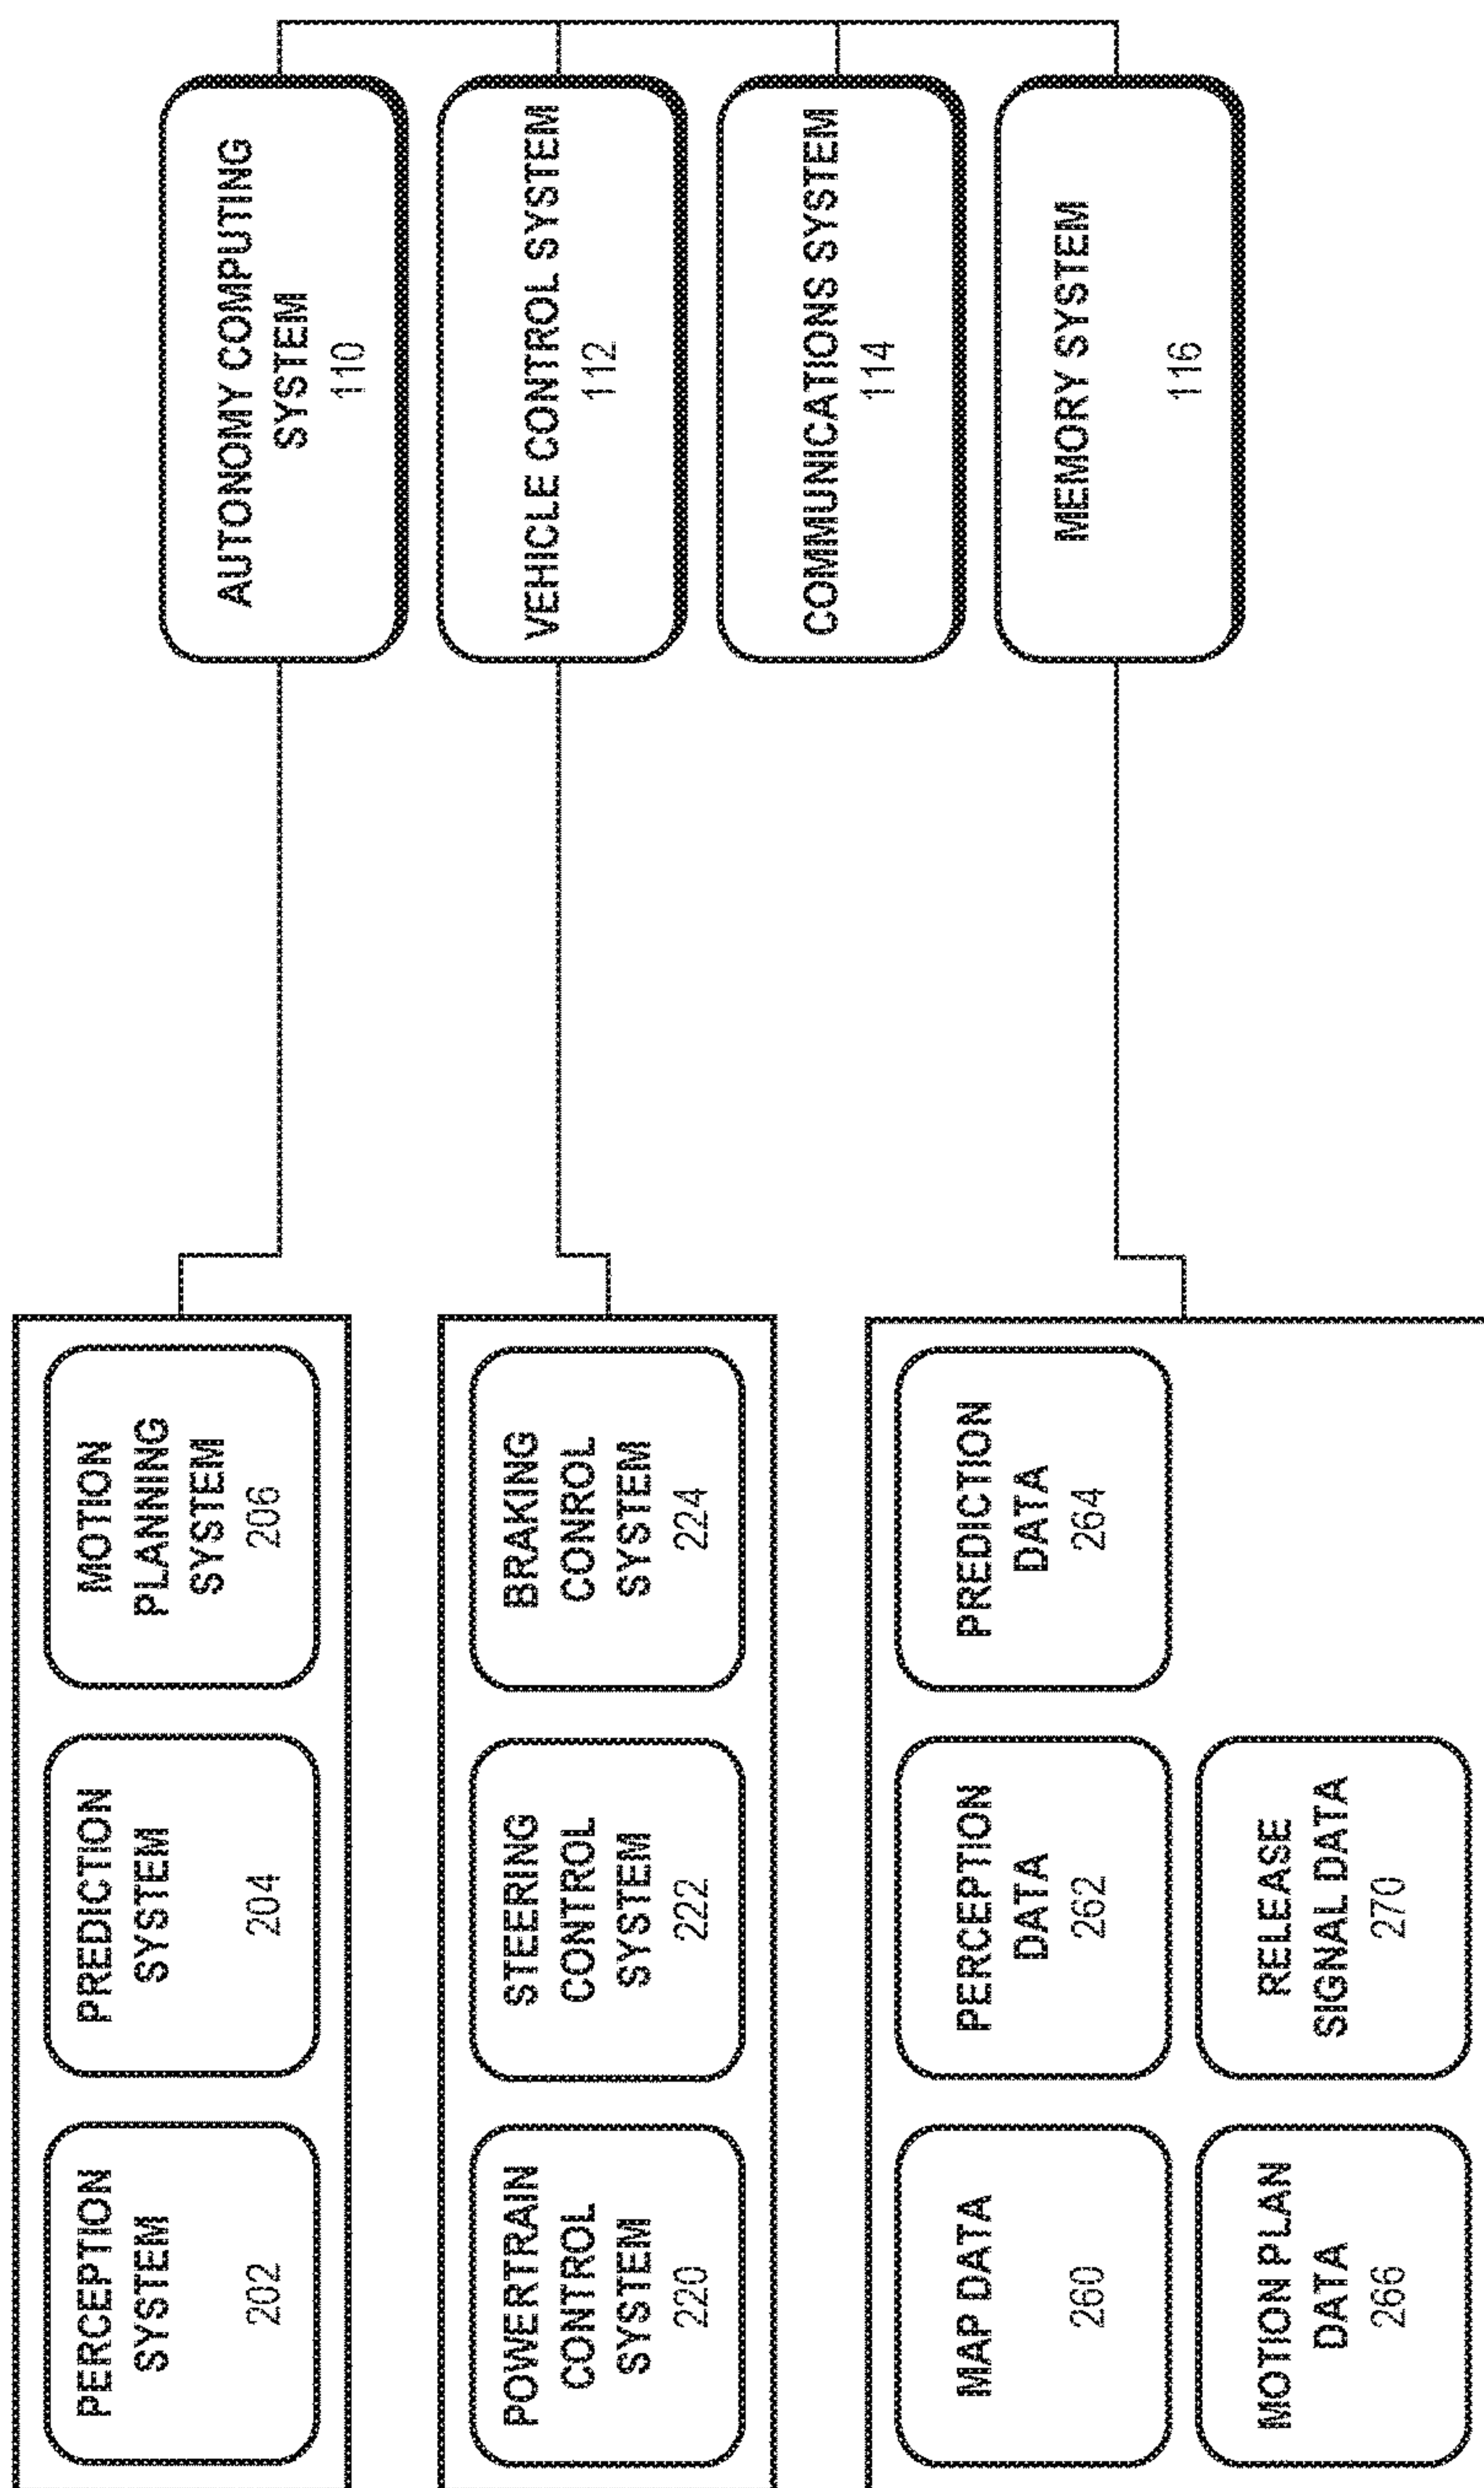 AUTONOMY COMPUTING
SYSTEM
110
VEHICLE CONTROL SYSTEM
112
COMMUNICATIONS SYSTEM
114
MEMORY SYSTEM
116
PERCEPTION
SYSTEM
202
PREDICTION
SYSTEM
204
MOTION
PLANNING
SYSTEM
206
POWERTRAIN
CONTROL
SYSTEM
220
STEERING
CONTROL
SYSTEM
222
BRAKING
CONROL
SYSTEM
224
MAP DATA
260
PERCEPTION
DATA
262
PREDICTION
DATA
264
MOTION PLAN
DATA
266
RELEASE
SIGNAL DATA
270